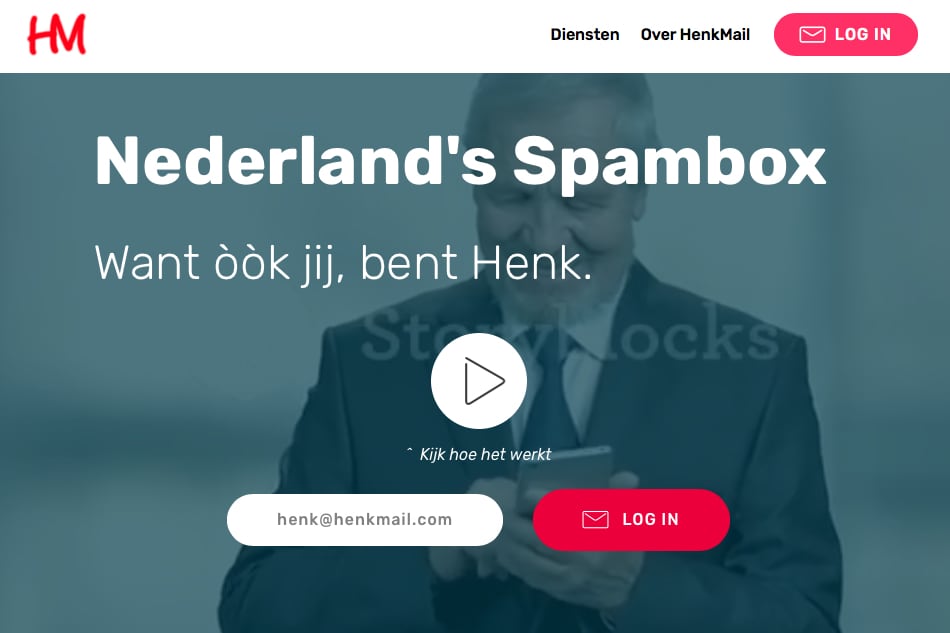 HM
Diensten Over HenkMail LOG IN
Nederland's Spambox
Want òòk jij, bent Henk.
Storyblocks
ˆ Kijk hoe het werkt
henk@henkmail.com LOG IN